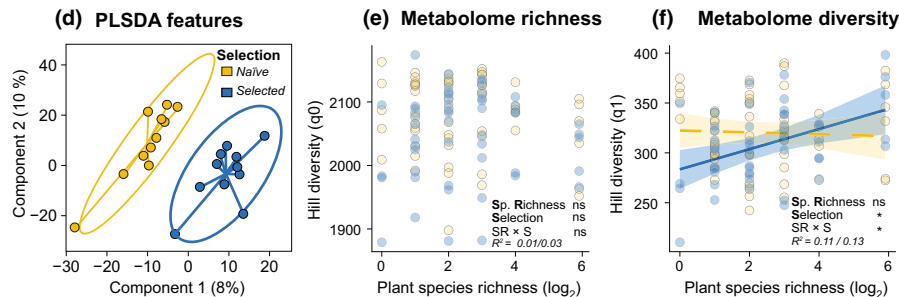 (d) PLSDA features
Selection
Naïve
Selected
Component 2 (10 %)
40
20
0
−20
−30
−20
−10
0
10
20
Component 1 (8%)
(e) Metabolome richness
Hill diversity (q0)
2100
2000
1900
0
1
2
3
4
6
Sp. Richness ns
Selection ns
SR × S ns
R² = 0.01/0.03
Plant species richness (log₂)
(f) Metabolome diversity
Hill diversity (q1)
400
350
300
250
0
2
4
6
Sp. Richness ns
Selection *
SR × S *
R² = 0.11 / 0.13
Plant species richness (log₂)